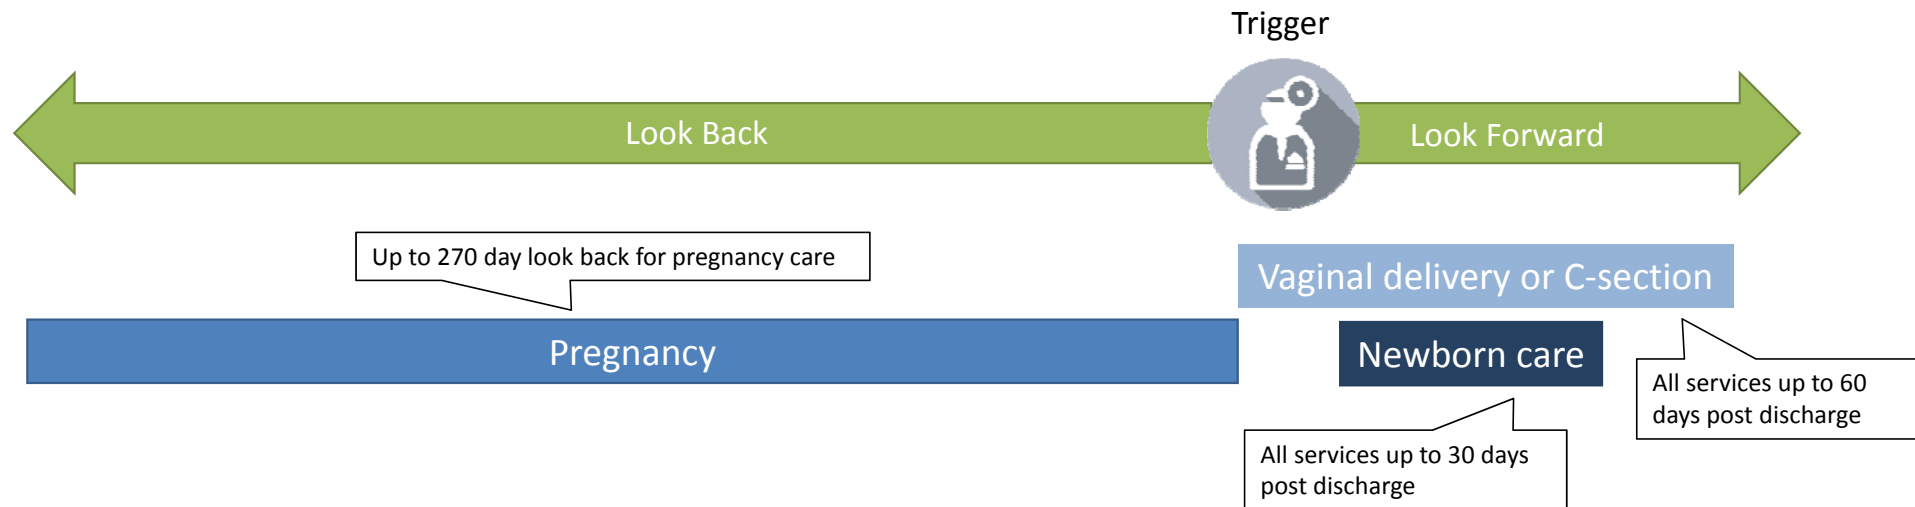 Trigger
Look Back
Look Forward
Up to 270 day look back for pregnancy care
Vaginal delivery or C-section
Pregnancy
Newborn care
All services up to 60
days post discharge
All services up to 30 days
post discharge